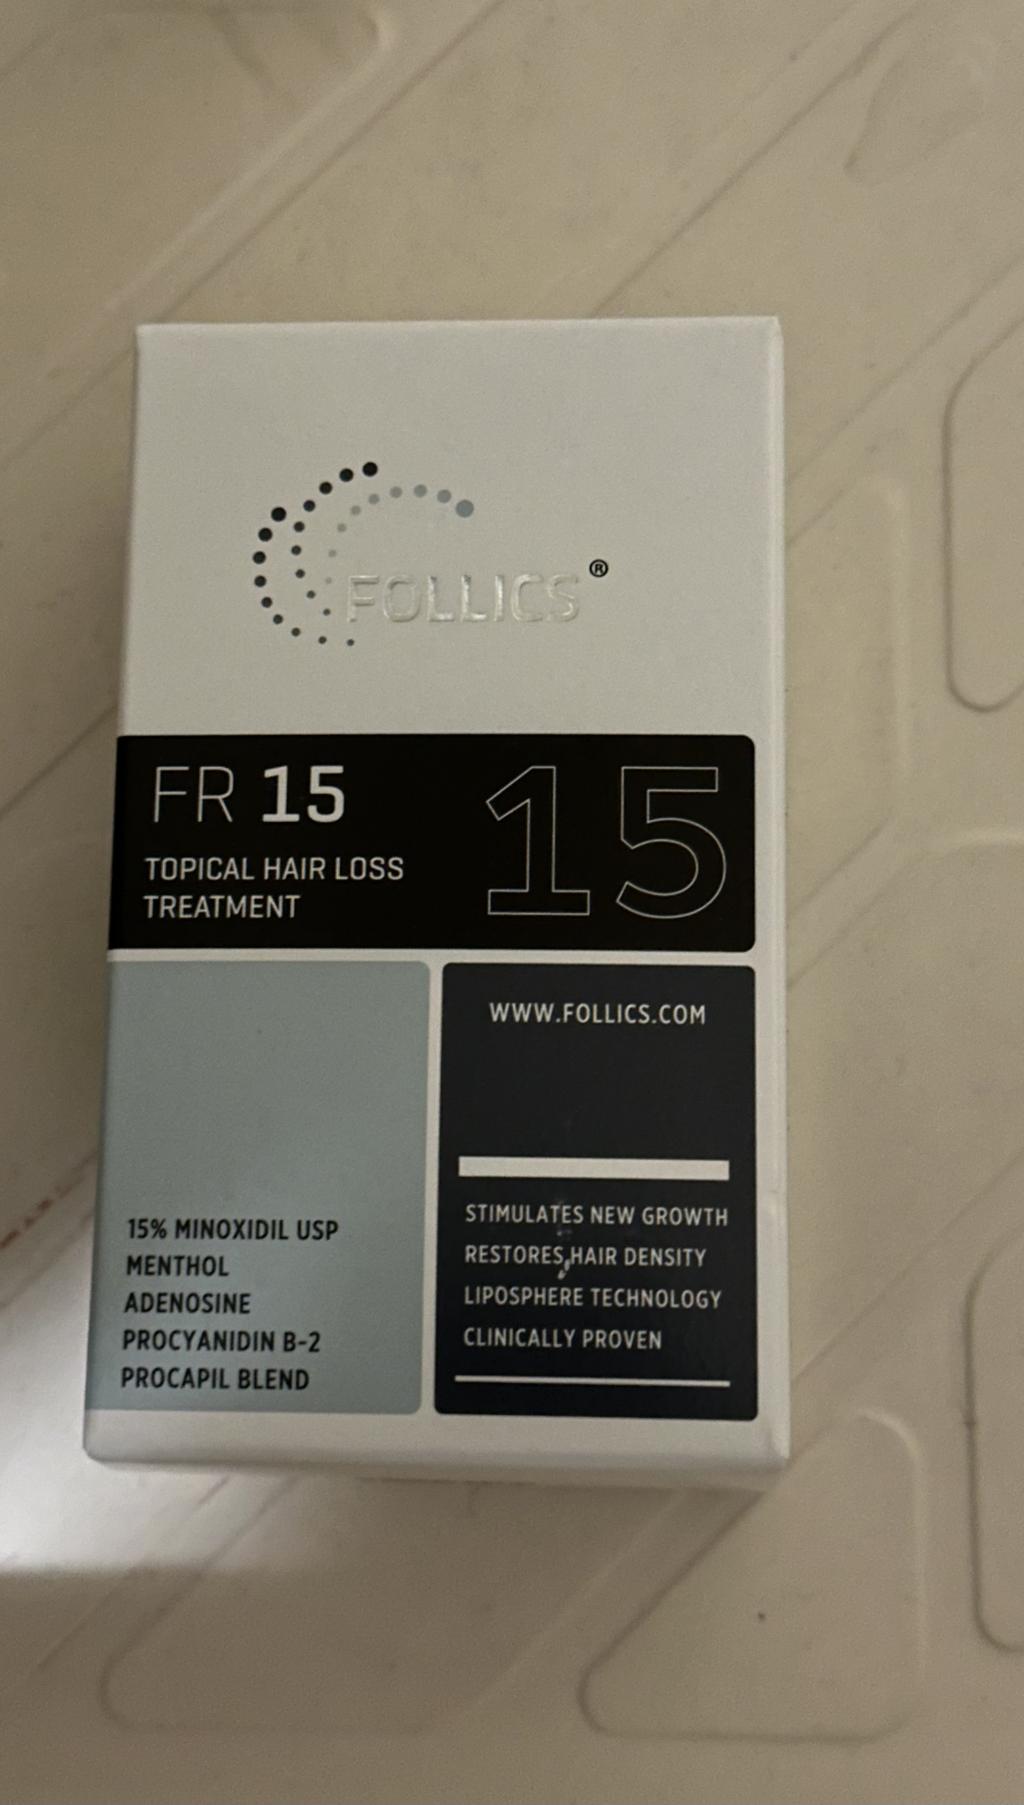 FOLLICS®
FR 15
15
TOPICAL HAIR LOSS
TREATMENT
15% MINOXIDIL USP
MENTHOL
ADENOSINE
PROCYANIDIN B-2
PROCAPIL BLEND
WWW.FOLLICS.COM
STIMULATES NEW GROWTH
RESTORES HAIR DENSITY
LIPOSPHERE TECHNOLOGY
CLINICALLY PROVEN